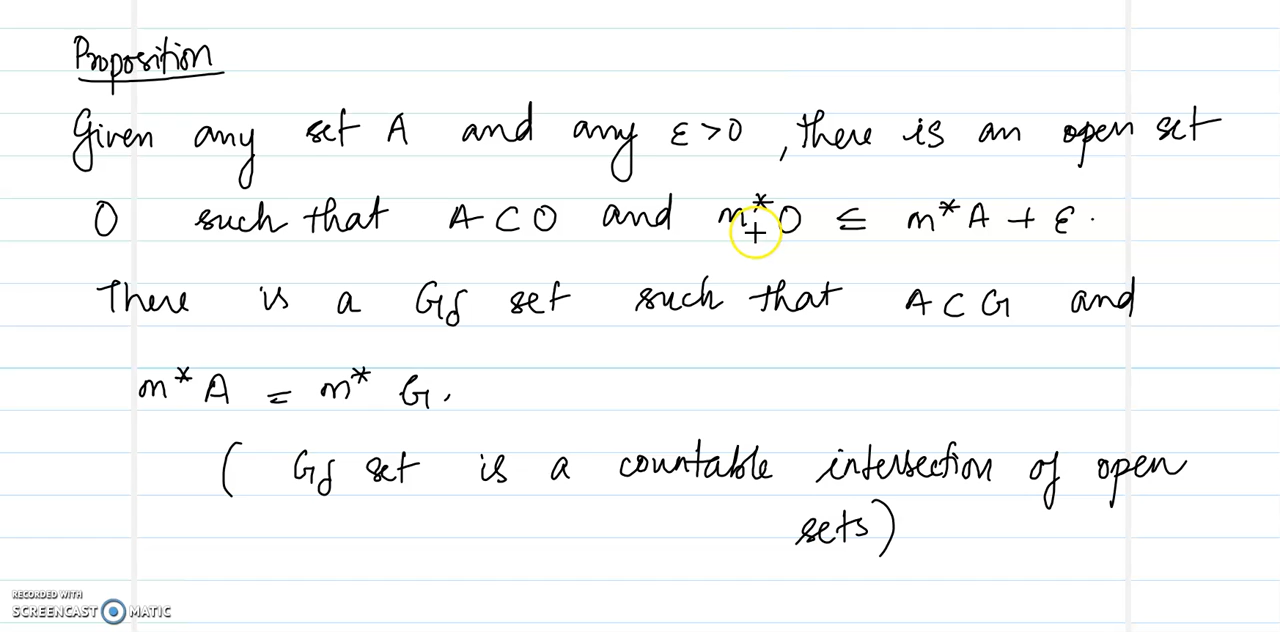 Proposition
Given any set A and any ε>0, there is an open set
O such that A⊂O and m*O ≤ m*A + ε.
There is a Gδ set such that A⊂G and
m*A = m* G.
( Gδ set is a countable intersection of open
sets)
RECORDED WITH
SCREENCAST MATIC